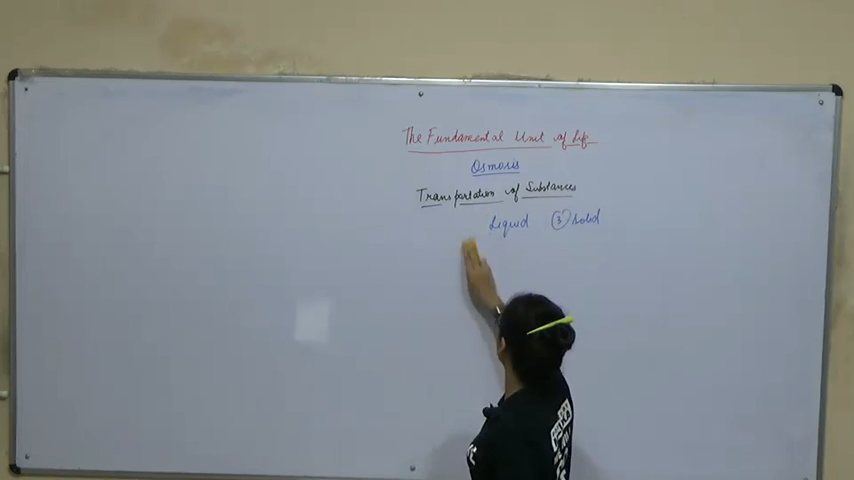 The Fundamental Unit of Life
Osmosis
Transportation of Substances
Liquid ③ Solid